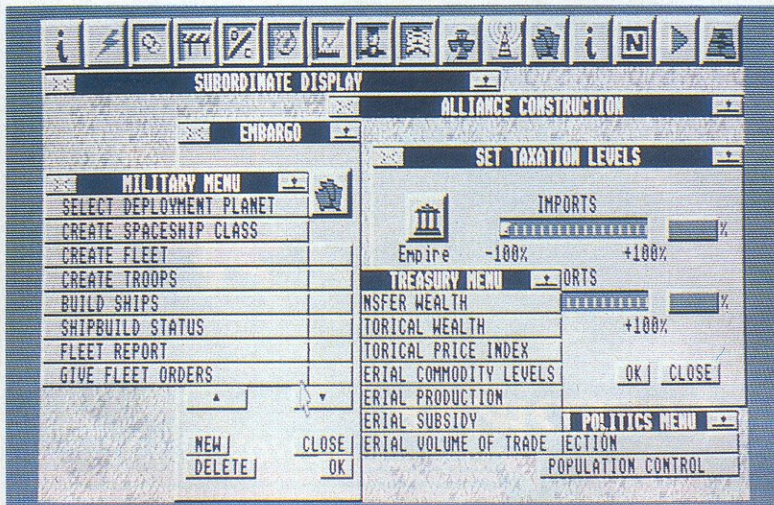 i % c i N
SUBORDINATE DISPLAY
ALLIANCE CONSTRUCTION
EMBARGO
SET TAXATION LEVELS
MILITARY MENU
SELECT DEPLOYMENT PLANET
CREATE SPACESHIP CLASS
CREATE FLEET
CREATE TROOPS
BUILD SHIPS
SHIPBUILD STATUS
FLEET REPORT
GIVE FLEET ORDERS
NEW CLOSE
DELETE OK
IMPORTS
%
Empire -100% +100%
ORTS
%
+100%
OK CLOSE
TREASURY MENU
NSFER WEALTH
TORICAL WEALTH
TORICAL PRICE INDEX
ERIAL COMMODITY LEVELS
ERIAL PRODUCTION
ERIAL SUBSIDY
ERIAL VOLUME OF TRADE
POLITICS MENU
JECTION
POPULATION CONTROL